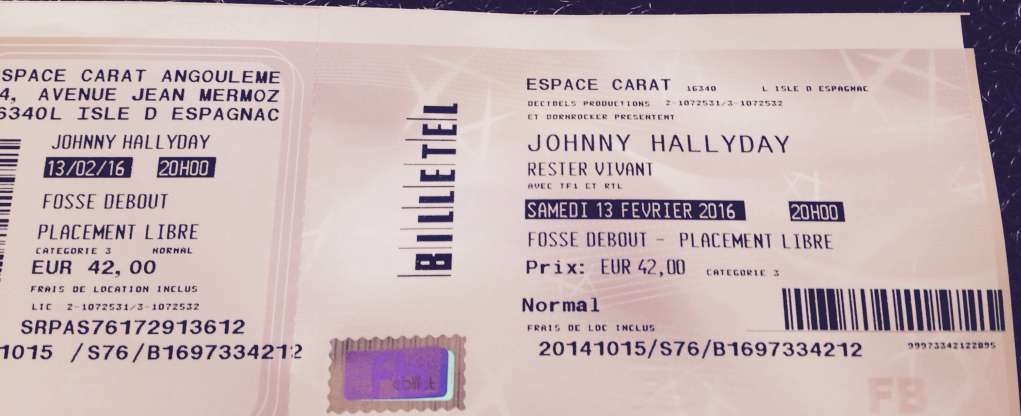 SPACE CARAT ANGOULEME
4, AVENUE JEAN MERMOZ
16340L ISLE D ESPAGNAC
JOHNNY HALLYDAY
13/02/16 20H00
FOSSE DEBOUT
PLACEMENT LIBRE
CATEGORIE 3 NORMAL
EUR 42,00
FRAIS DE LOCATION INCLUS
LIC 2-1072531/3-1072532
SRPAS76172913612
1015 /S76/B1697334212
BILLETEL
ESPACE CARAT 16340 L ISLE D ESPAGNAC
DECIBELS PRODUCTIONS 2-1072531/3-1072532
ET DORNROCKER PRESENTENT
JOHNNY HALLYDAY
RESTER VIVANT
AVEC TF1 ET RTL
SAMEDI 13 FEVRIER 2016 20H00
FOSSE DEBOUT - PLACEMENT LIBRE
Prix: EUR 42,00 CATEGORIE 3
Normal
FRAIS DE LOC INCLUS
20141015/S76/B1697334212
99973342122895
FB